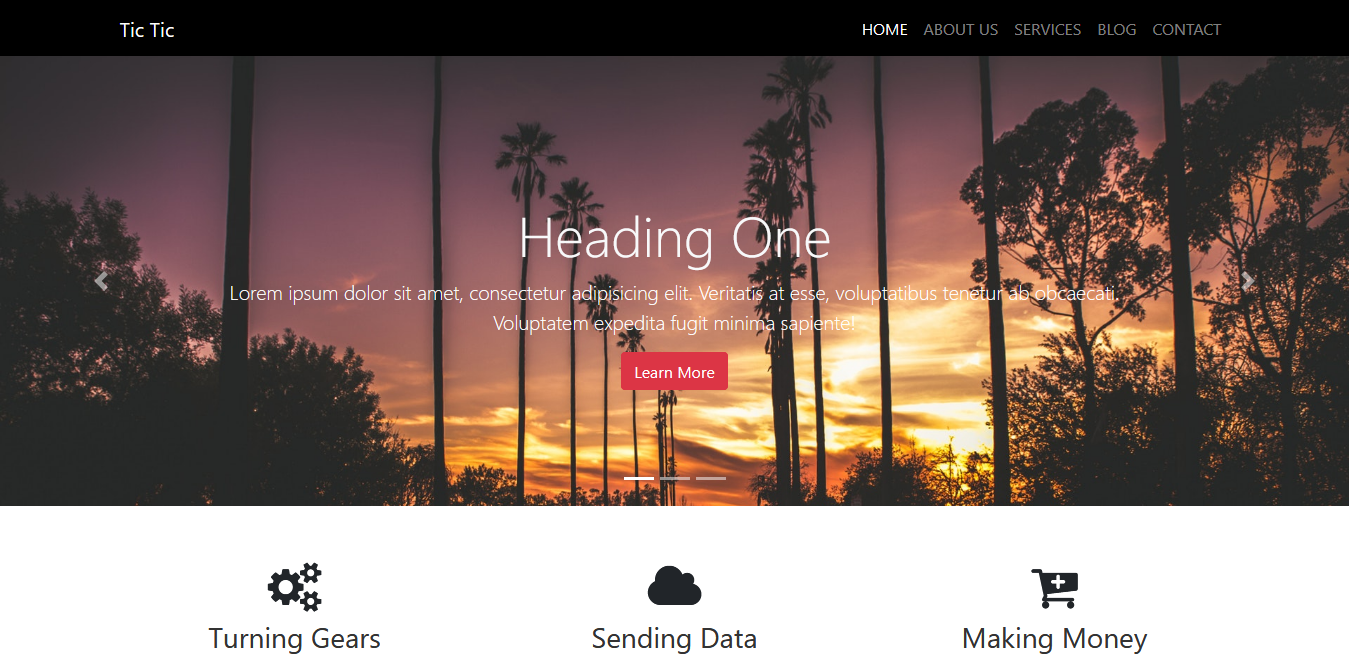 Tic Tic
HOME ABOUT US SERVICES BLOG CONTACT
Heading One
Lorem ipsum dolor sit amet, consectetur adipisicing elit. Veritatis at esse, voluptatibus tenetur ab obcaecati.
Voluptatem expedita fugit minima sapiente!
Learn More
Turning Gears
Sending Data
Making Money